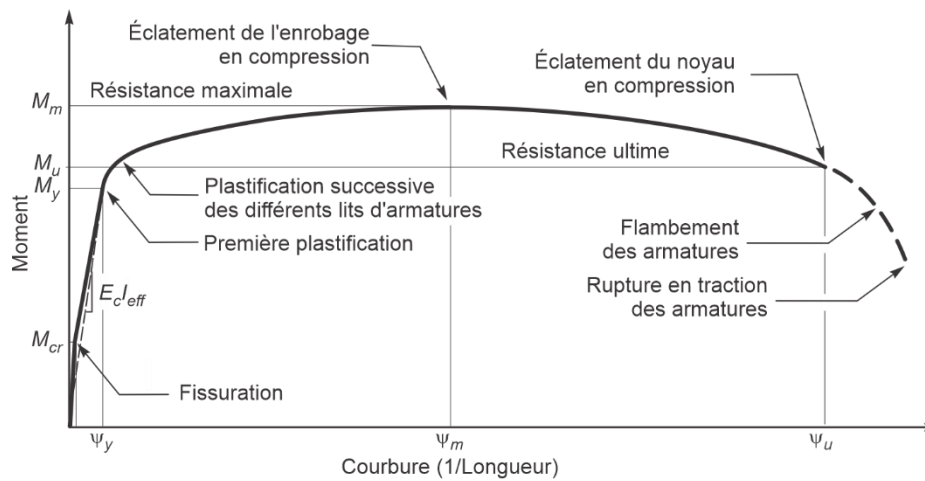 Éclatement de l'enrobage
en compression
Éclatement du noyau
en compression
Résistance maximale
M_m
Résistance ultime
M_u
M_y
Plastification successive
des différents lits d'armatures
Première plastification
Flambement
des armatures
Rupture en traction
des armatures
Moment
E_cI_eff
M_cr
Fissuration
Ψ_y
Ψ_m
Ψ_u
Courbure (1/Longueur)